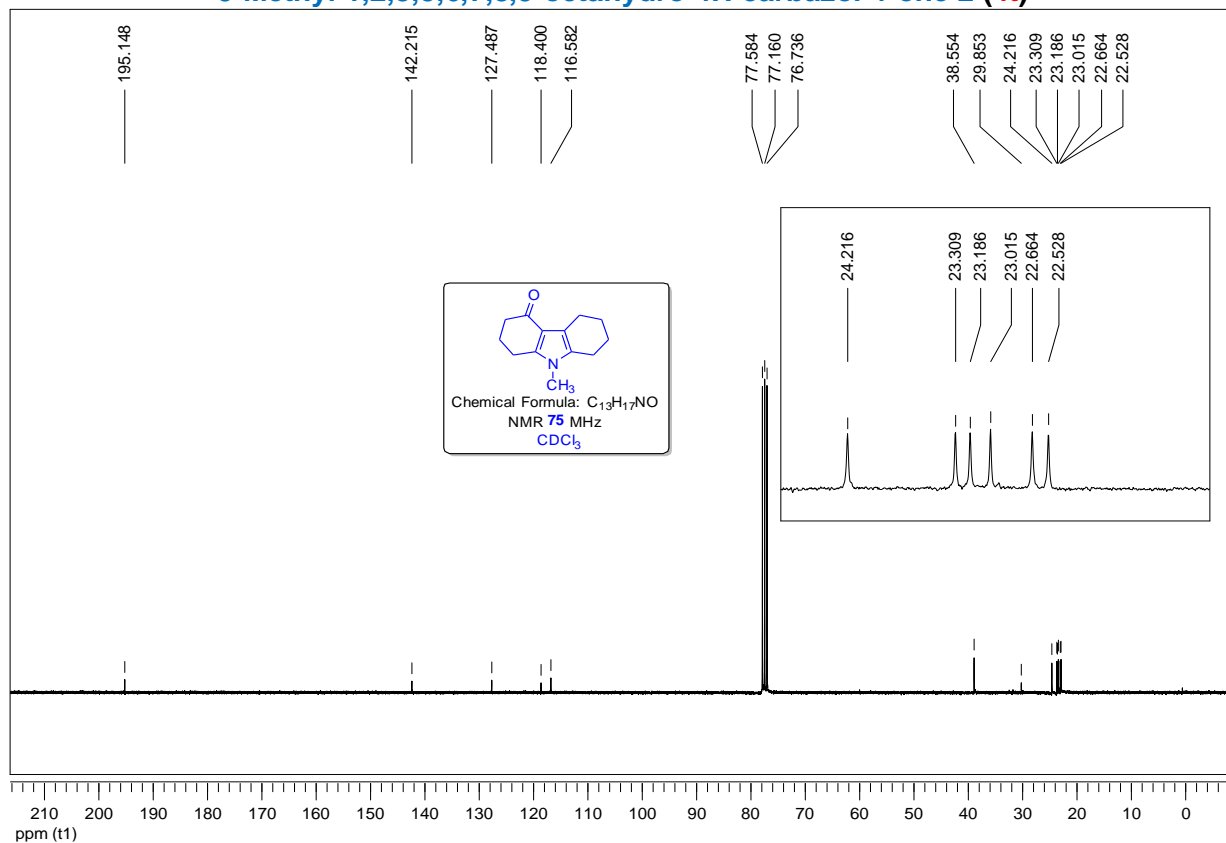 195.148
142.215
127.487
118.400
116.582
77.584
77.160
76.736
38.554
29.853
24.216
23.309
23.186
23.015
22.664
22.528
24.216
23.309
23.186
23.015
22.664
22.528
O
N
CH₃
Chemical Formula: C₁₃H₁₇NO
NMR 75 MHz
CDCl₃
210 200 190 180 170 160 150 140 130 120 110 100 90 80 70 60 50 40 30 20 10 0
ppm (t1)